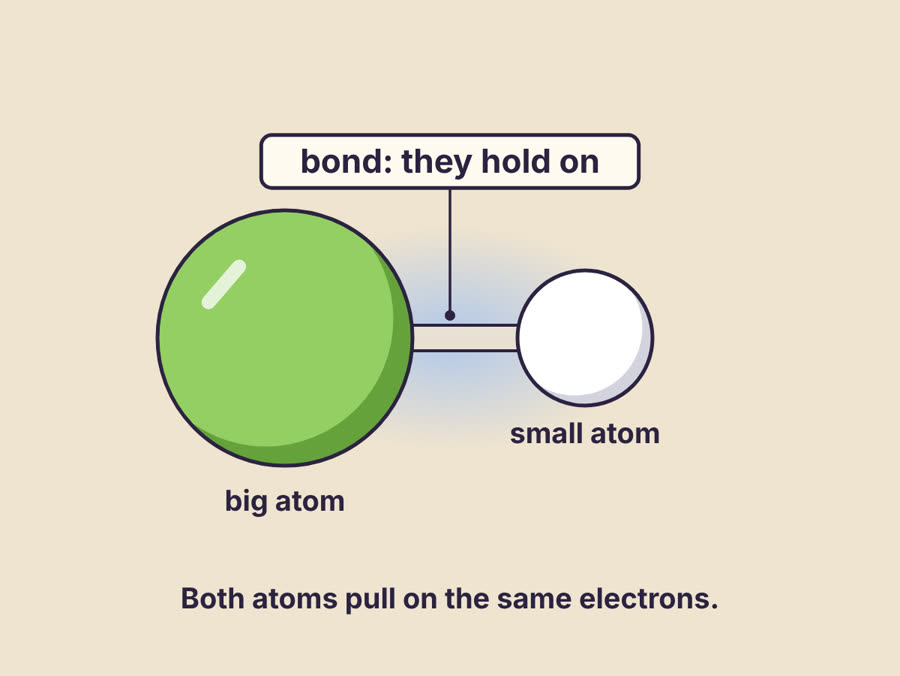 bond: they hold on
small atom
big atom
Both atoms pull on the same electrons.